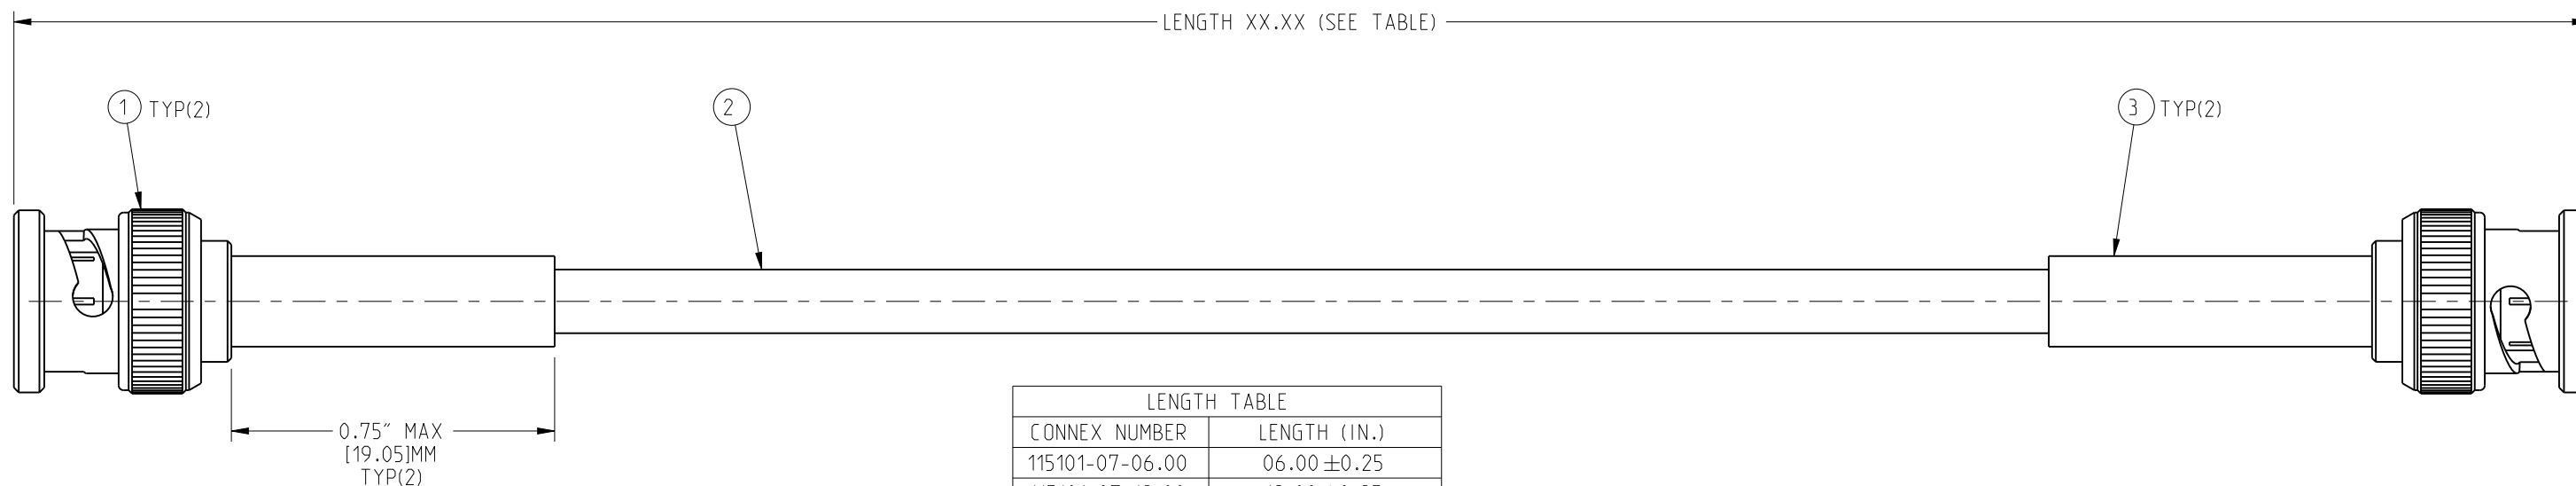 LENGTH XX.XX (SEE TABLE)
1 TYP(2)
2
3 TYP(2)
0.75" MAX
[19.05]MM
TYP(2)
LENGTH TABLE
CONNEX NUMBER LENGTH (IN.)
115101-07-06.00 06.00±0.25